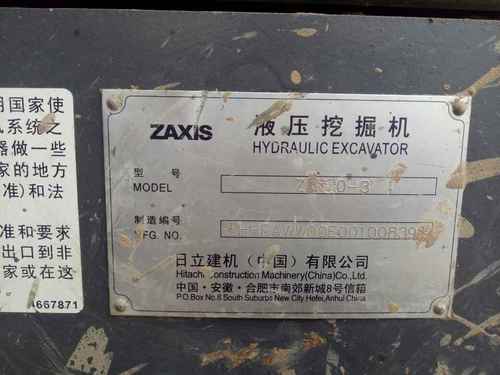 明国家使
气系统之
器做一些
家的地方
准)和法
准和要求
出口到非
家或在这
4667871
ZAXIS
液压挖掘机
HYDRAULIC EXCAVATOR
型号
MODEL
制造编号
MFG. NO.
日立建机(中国)有限公司
Hitachi Construction Machinery(China)Co.,Ltd.
中国·安徽·合肥市南郊新城8号信箱
P.O.Box No.8 South Suburbs New City Hefei,Anhui China